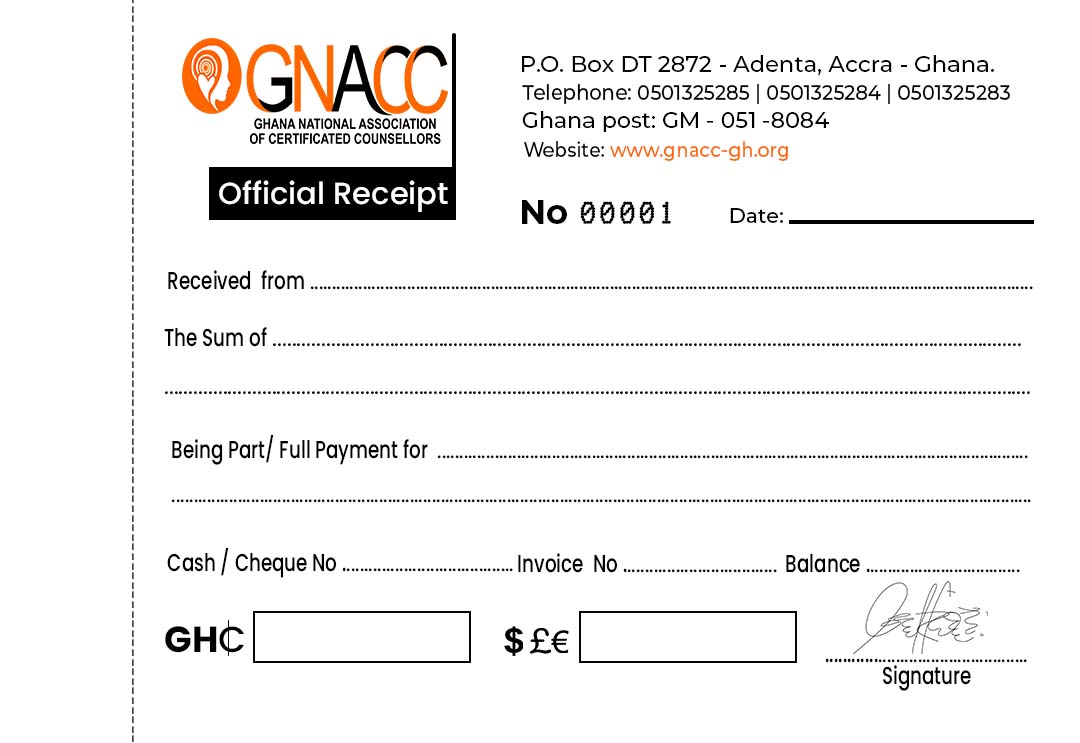 GNACC
GHANA NATIONAL ASSOCIATION
OF CERTIFICATED COUNSELLORS
Official Receipt
P.O. Box DT 2872 - Adenta, Accra - Ghana.
Telephone: 0501325285 | 0501325284 | 0501325283
Ghana post: GM - 051 -8084
Website: www.gnacc-gh.org
No 00001 Date:
Received from
The Sum of
Being Part/ Full Payment for
Cash / Cheque No Invoice No Balance
GH₵ $ £€
Signature